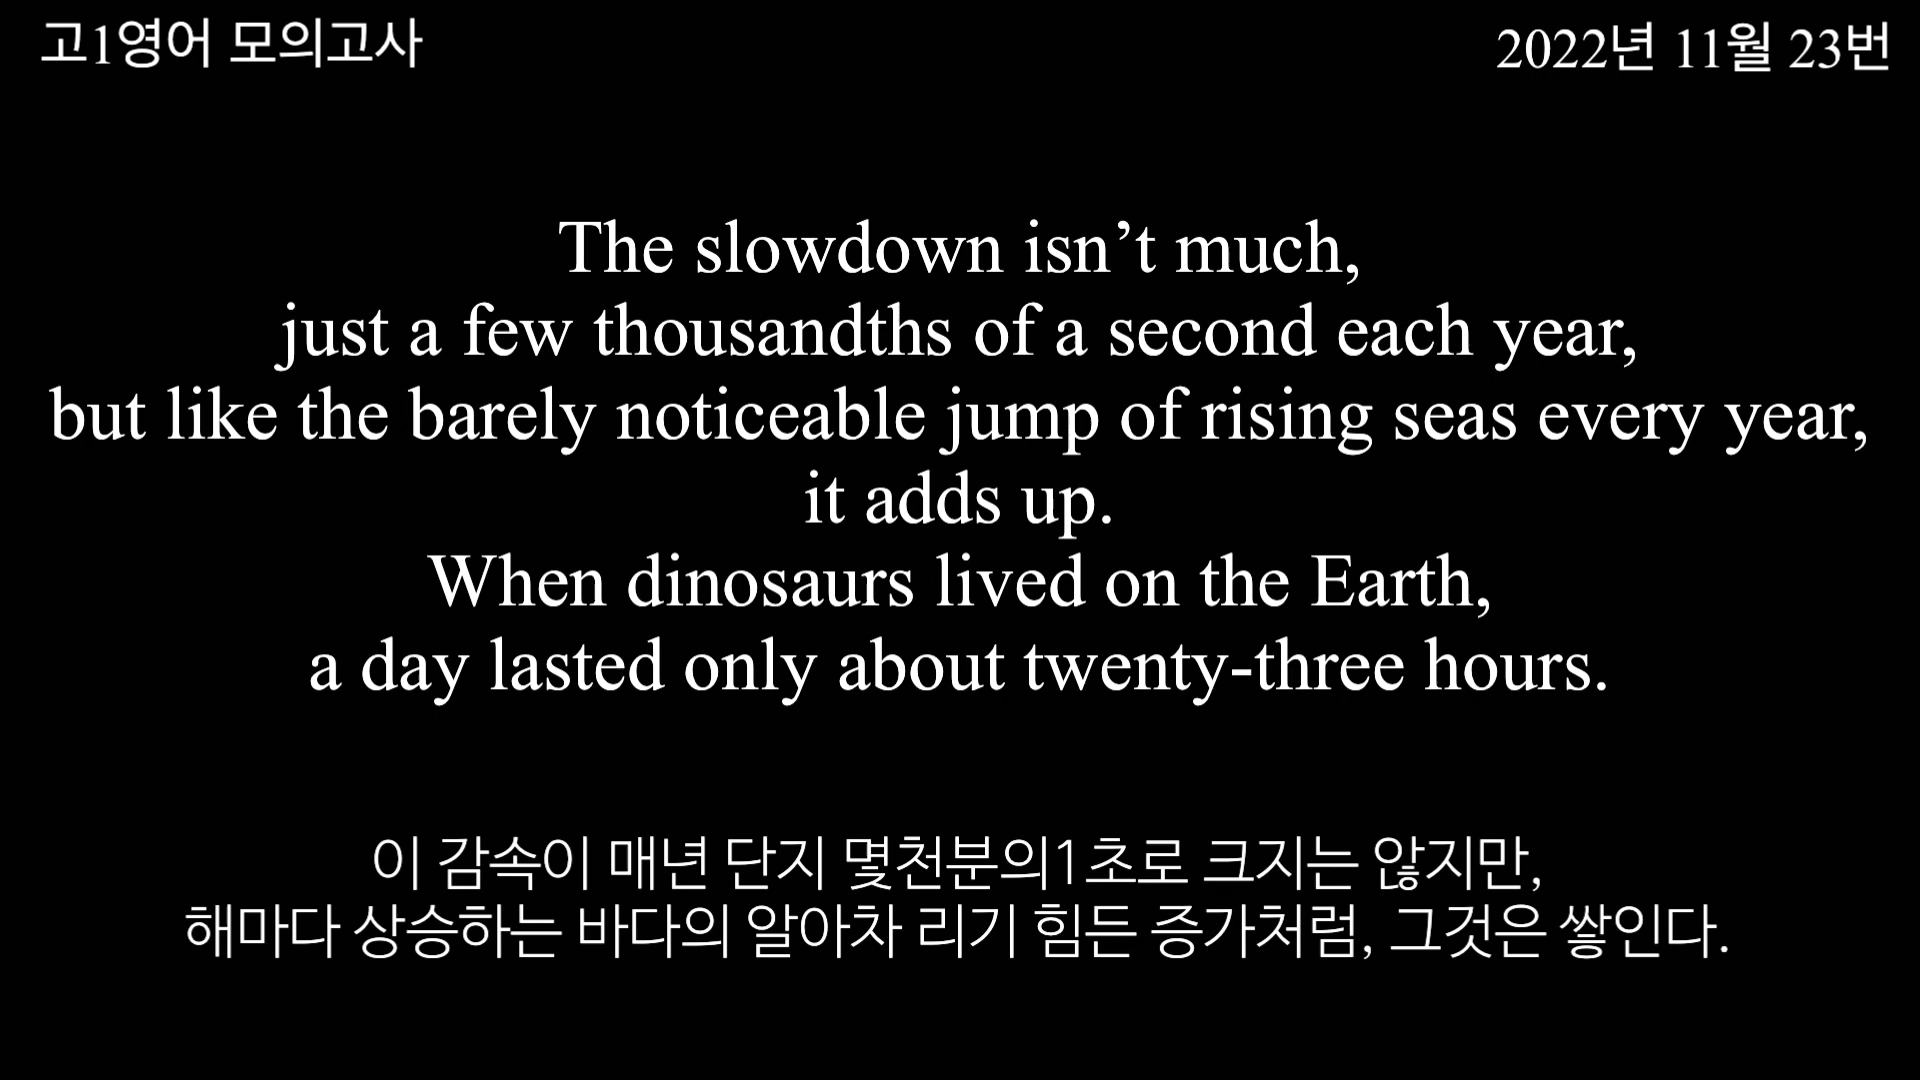 고1영어 모의고사
2022년 11월 23번
The slowdown isn’t much,
just a few thousandths of a second each year,
but like the barely noticeable jump of rising seas every year,
it adds up.
When dinosaurs lived on the Earth,
a day lasted only about twenty-three hours.
이 감속이 매년 단지 몇천분의1초로 크지는 않지만,
해마다 상승하는 바다의 알아차 리기 힘든 증가처럼, 그것은 쌓인다.